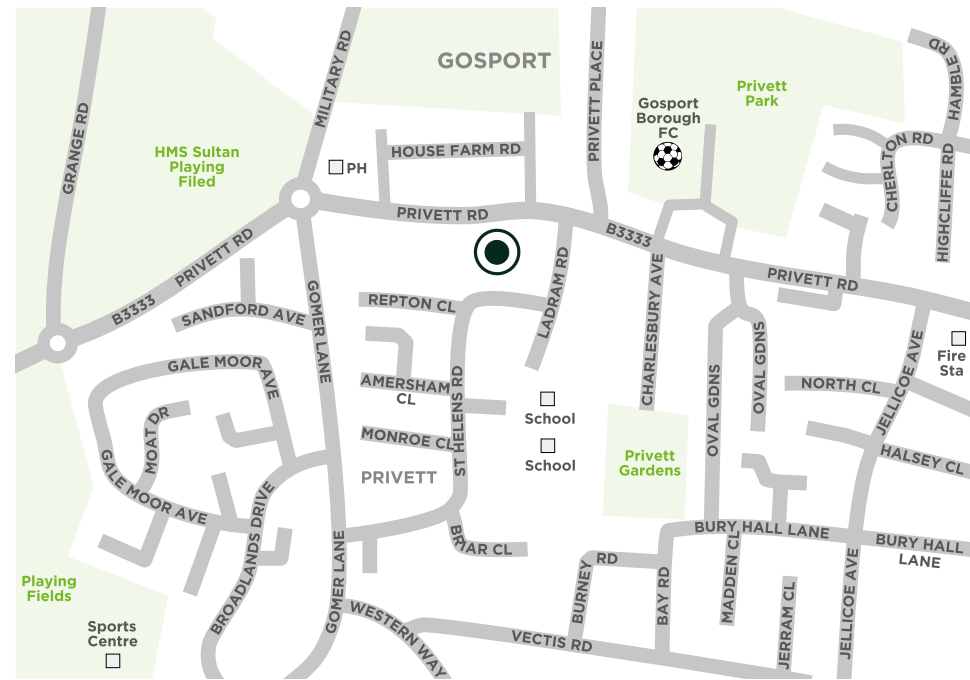 GOSPORT
MILITARY RD
PRIVETT PLACE
GRANGE RD
HMS Sultan
Playing
Filed
PH
HOUSE FARM RD
Gosport
Borough
FC
Privett
Park
HAMBLE RD
CHERLTON RD
HIGHCLIFFE RD
PRIVETT RD
B3333
PRIVETT RD
B3333
PRIVETT RD
SANDFORD AVE
GOMER LANE
REPTON CL
LADRAM RD
CHARLESBURY AVE
OVAL GDNS
OVAL GDNS
NORTH CL
JELLICOE AVE
Fire
Sta
GALE MOOR AVE
MOAT DR
AMERSHAM
CL
ST HELENS RD
School
School
MONROE CL
PRIVETT
Privett
Gardens
HALSEY CL
GALE MOOR AVE
BROADLANDS DRIVE
GOMER LANE
BRIAR CL
BURY HALL LANE
BURY HALL
LANE
BURNEY RD
BAY RD
MADDEN CL
JERRAM CL
JELLICOE AVE
Playing
Fields
Sports
Centre
WESTERN WAY
VECTIS RD